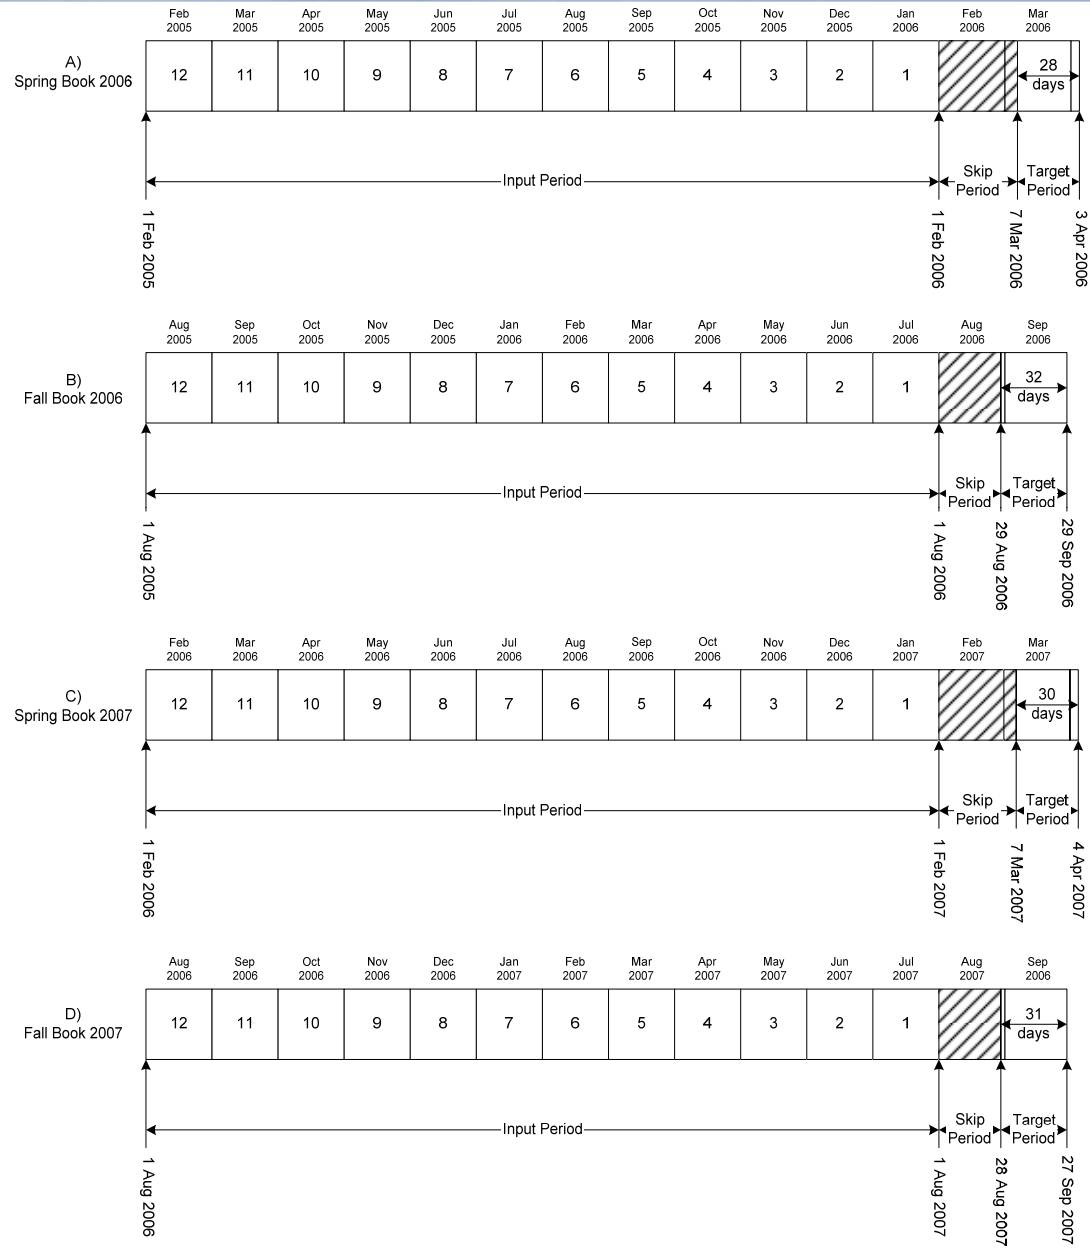 Feb 2005 Mar 2005 Apr 2005 May 2005 Jun 2005 Jul 2005 Aug 2005 Sep 2005 Oct 2005 Nov 2005 Dec 2005 Jan 2006 Feb 2006 Mar 2006
A)
Spring Book 2006
12 11 10 9 8 7 6 5 4 3 2 1
28
days
Input Period
Skip Period
Target Period
1 Feb 2005
1 Feb 2006
7 Mar 2006
3 Apr 2006
Aug 2005 Sep 2005 Oct 2005 Nov 2005 Dec 2005 Jan 2006 Feb 2006 Mar 2006 Apr 2006 May 2006 Jun 2006 Jul 2006 Aug 2006 Sep 2006
B)
Fall Book 2006
12 11 10 9 8 7 6 5 4 3 2 1
32
days
Input Period
Skip Period
Target Period
1 Aug 2005
1 Aug 2006
29 Aug 2006
29 Sep 2006
Feb 2006 Mar 2006 Apr 2006 May 2006 Jun 2006 Jul 2006 Aug 2006 Sep 2006 Oct 2006 Nov 2006 Dec 2006 Jan 2007 Feb 2007 Mar 2007
C)
Spring Book 2007
12 11 10 9 8 7 6 5 4 3 2 1
30
days
Input Period
Skip Period
Target Period
1 Feb 2006
1 Feb 2007
7 Mar 2007
4 Apr 2007
Aug 2006 Sep 2006 Oct 2006 Nov 2006 Dec 2006 Jan 2007 Feb 2007 Mar 2007 Apr 2007 May 2007 Jun 2007 Jul 2007 Aug 2007 Sep 2006
D)
Fall Book 2007
12 11 10 9 8 7 6 5 4 3 2 1
31
days
Input Period
Skip Period
Target Period
1 Aug 2006
1 Aug 2007
28 Aug 2007
27 Sep 2007